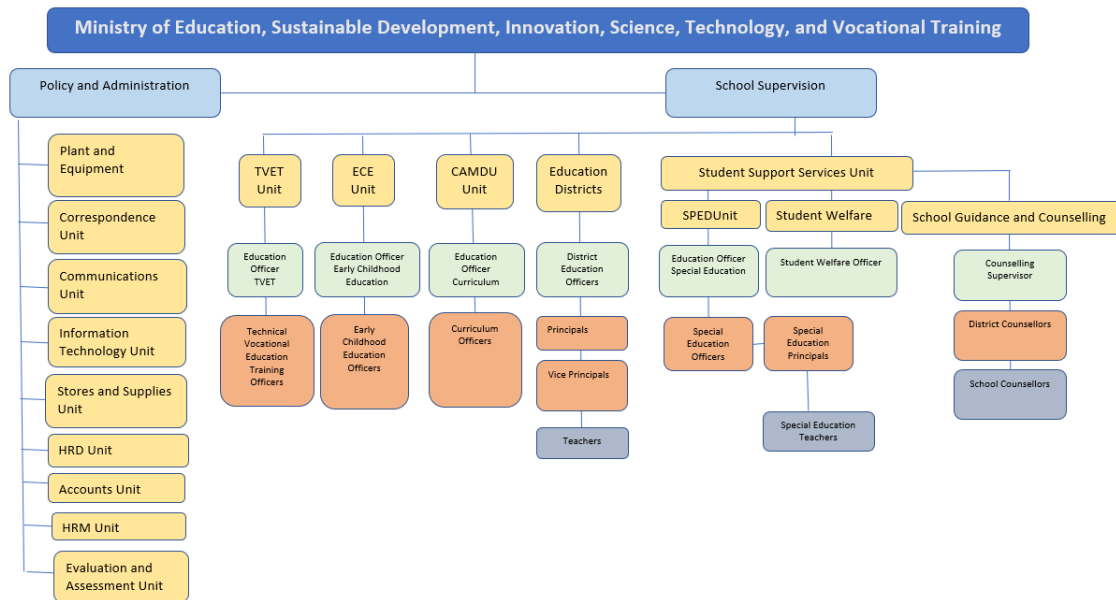 Ministry of Education, Sustainable Development, Innovation, Science, Technology, and Vocational Training
Policy and Administration
School Supervision
Plant and
Equipment
Correspondence
Unit
Communications
Unit
Information
Technology Unit
Stores and Supplies
Unit
HRD Unit
Accounts Unit
HRM Unit
Evaluation and
Assessment Unit
TVET
Unit
Education
Officer
TVET
Technical
Vocational
Education
Training
Officers
ECE
Unit
Education Officer
Early Childhood
Education
Early
Childhood
Education
Officers
CAMDU
Unit
Education
Officer
Curriculum
Curriculum
Officers
Education
Districts
District
Education
Officers
Principals
Vice Principals
Teachers
Student Support Services Unit
SPEDUnit
Education Officer
Special Education
Special
Education
Officers
Special
Education
Principals
Special Education
Teachers
Student Welfare
Student Welfare Officer
School Guidance and Counselling
Counselling
Supervisor
District Counsellors
School Counsellors